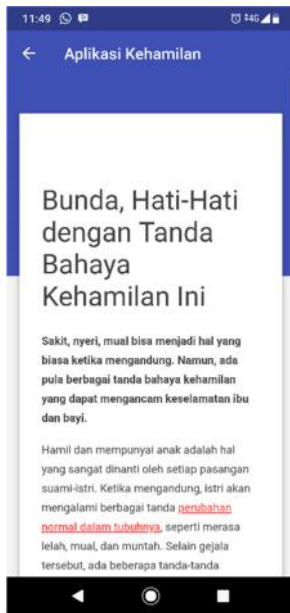 11:49
4G
Aplikasi Kehamilan
Bunda, Hati-Hati
dengan Tanda
Bahaya
Kehamilan Ini
Sakit, nyeri, mual bisa menjadi hal yang
biasa ketika mengandung. Namun, ada
pula berbagai tanda bahaya kehamilan
yang dapat mengancam keselamatan ibu
dan bayi.
Hamil dan mempunyai anak adalah hal
yang sangat dinanti oleh setiap pasangan
suami-istri. Ketika mengandung, istri akan
mengalami berbagai tanda perubahan
normal dalam tubuhnya, seperti merasa
lelah, mual, dan muntah. Selain gejala
tersebut, ada beberapa tanda-tanda